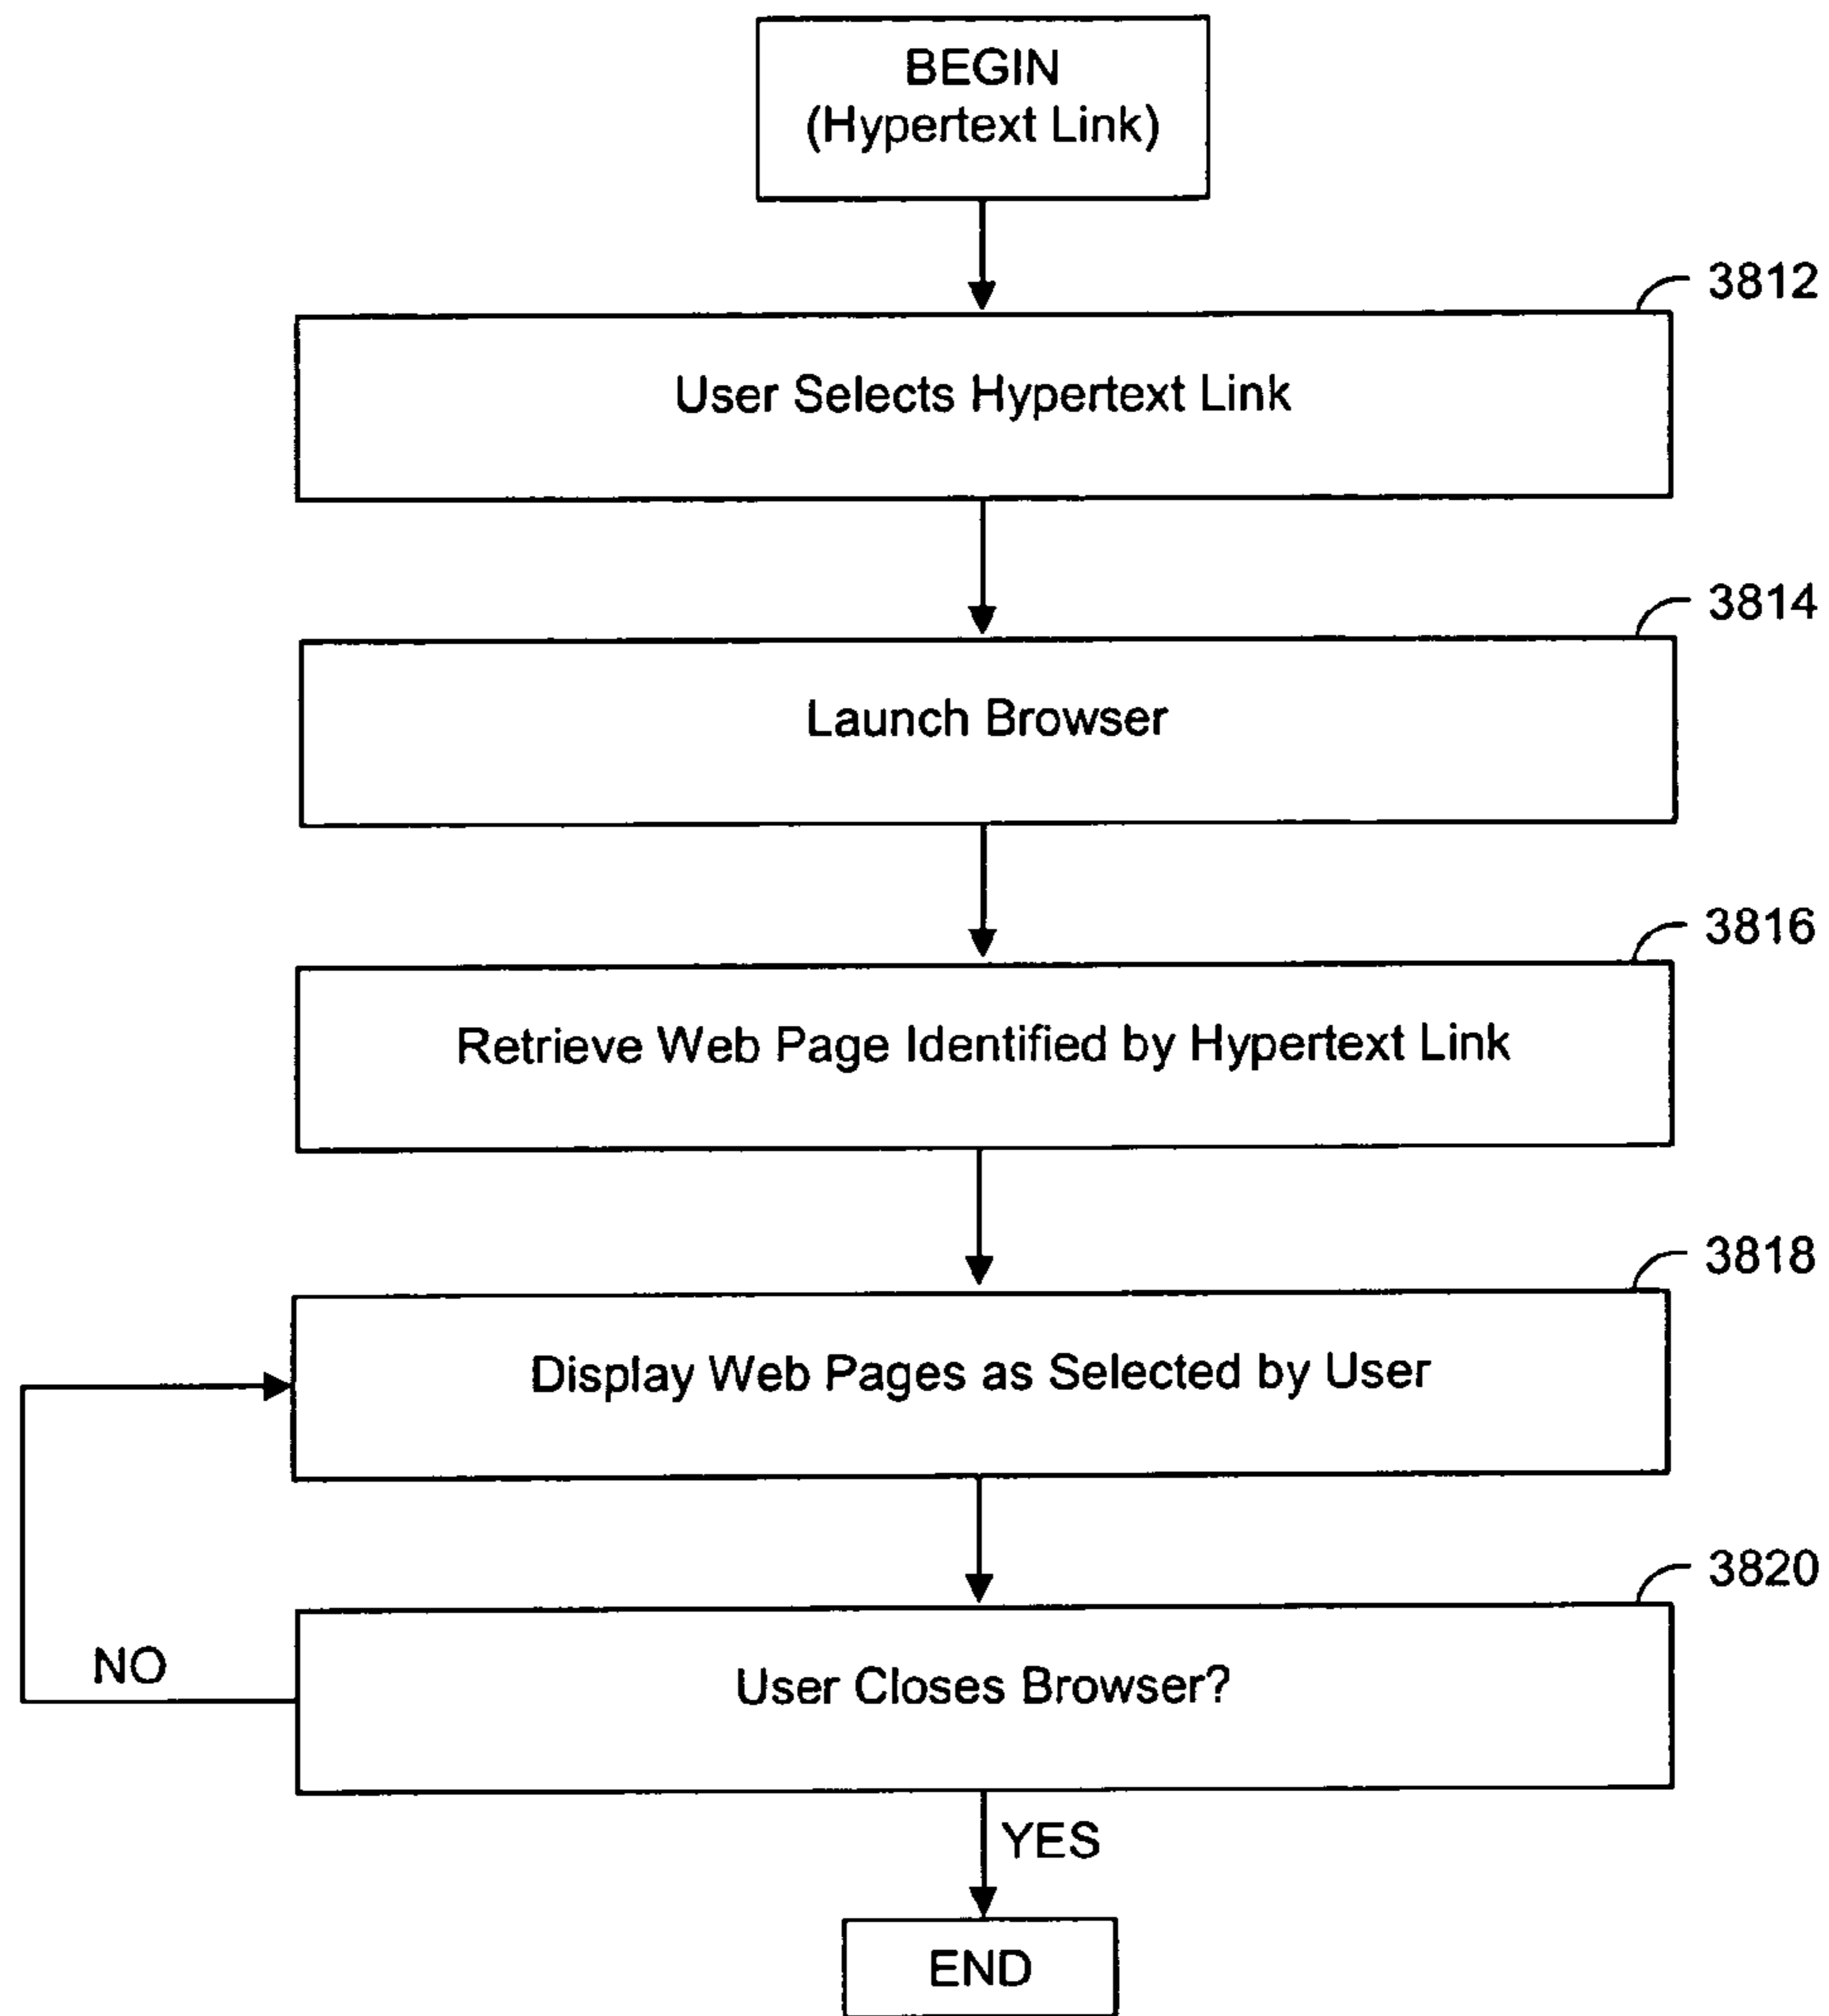 BEGIN
(Hypertext Link)
3812
User Selects Hypertext Link
3814
Launch Browser
3816
Retrieve Web Page Identified by Hypertext Link
3818
Display Web Pages as Selected by User
3820
NO
User Closes Browser?
YES
END